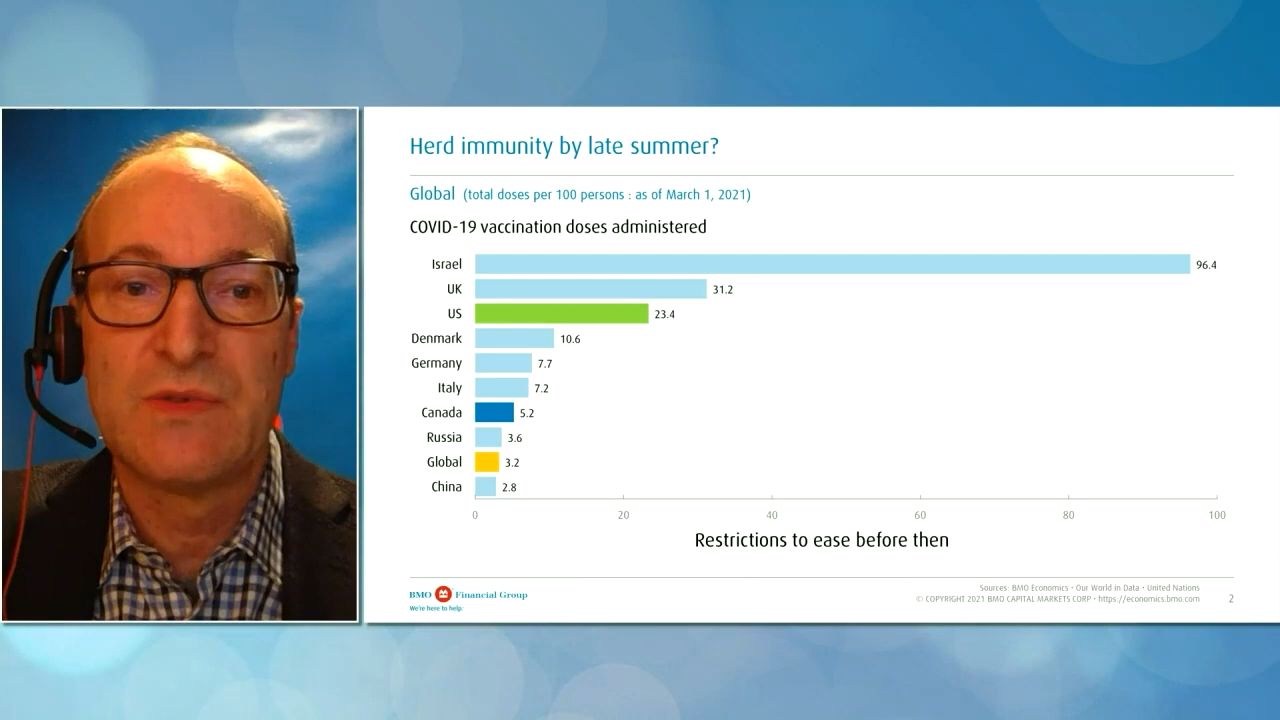 Herd immunity by late summer?
Global (total doses per 100 persons : as of March 1, 2021)
COVID-19 vaccination doses administered
Israel 96.4
UK 31.2
US 23.4
Denmark 10.6
Germany 7.7
Italy 7.2
Canada 5.2
Russia 3.6
Global 3.2
China 2.8
0 20 40 60 80 100
Restrictions to ease before then
BMO Financial Group
We're here to help.
Sources: BMO Economics • Our World in Data • United Nations
© COPYRIGHT 2021 BMO CAPITAL MARKETS CORP • https://economics.bmo.com
2